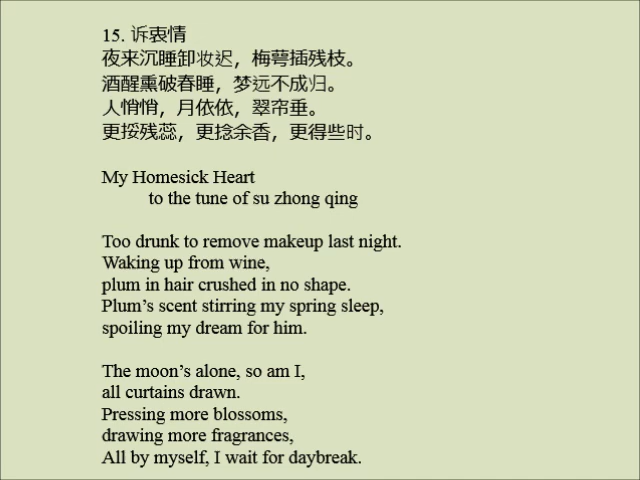 15. 诉衷情
夜来沉睡卸妆迟，梅萼插残枝。
酒醒熏破春睡，梦远不成归。
人悄悄，月依依，翠帘垂。
更挼残蕊，更捻余香，更得些时。
My Homesick Heart
to the tune of su zhong qing
Too drunk to remove makeup last night.
Waking up from wine,
plum in hair crushed in no shape.
Plum’s scent stirring my spring sleep,
spoiling my dream for him.
The moon’s alone, so am I,
all curtains drawn.
Pressing more blossoms,
drawing more fragrances,
All by myself, I wait for daybreak.